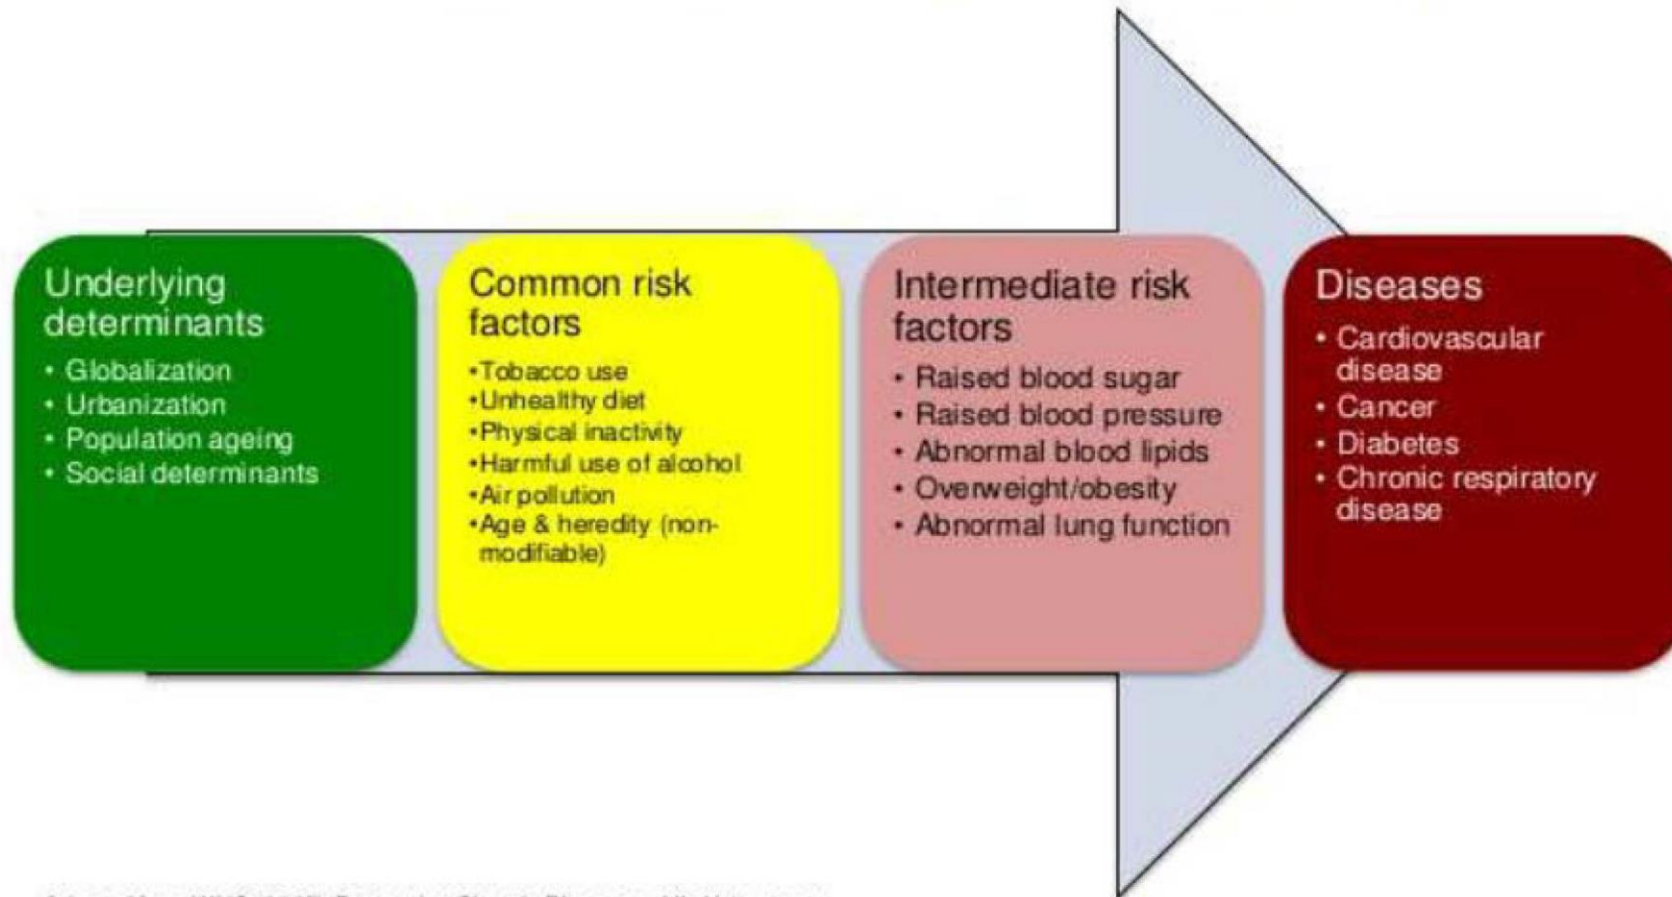 Underlying
determinants
• Globalization
• Urbanization
• Population ageing
• Social determinants
Common risk
factors
•Tobacco use
•Unhealthy diet
•Physical inactivity
•Harmful use of alcohol
•Air pollution
•Age & heredity (non-
modifiable)
Intermediate risk
factors
• Raised blood sugar
• Raised blood pressure
• Abnormal blood lipids
• Overweight/obesity
• Abnormal lung function
Diseases
• Cardiovascular
disease
• Cancer
• Diabetes
• Chronic respiratory
disease